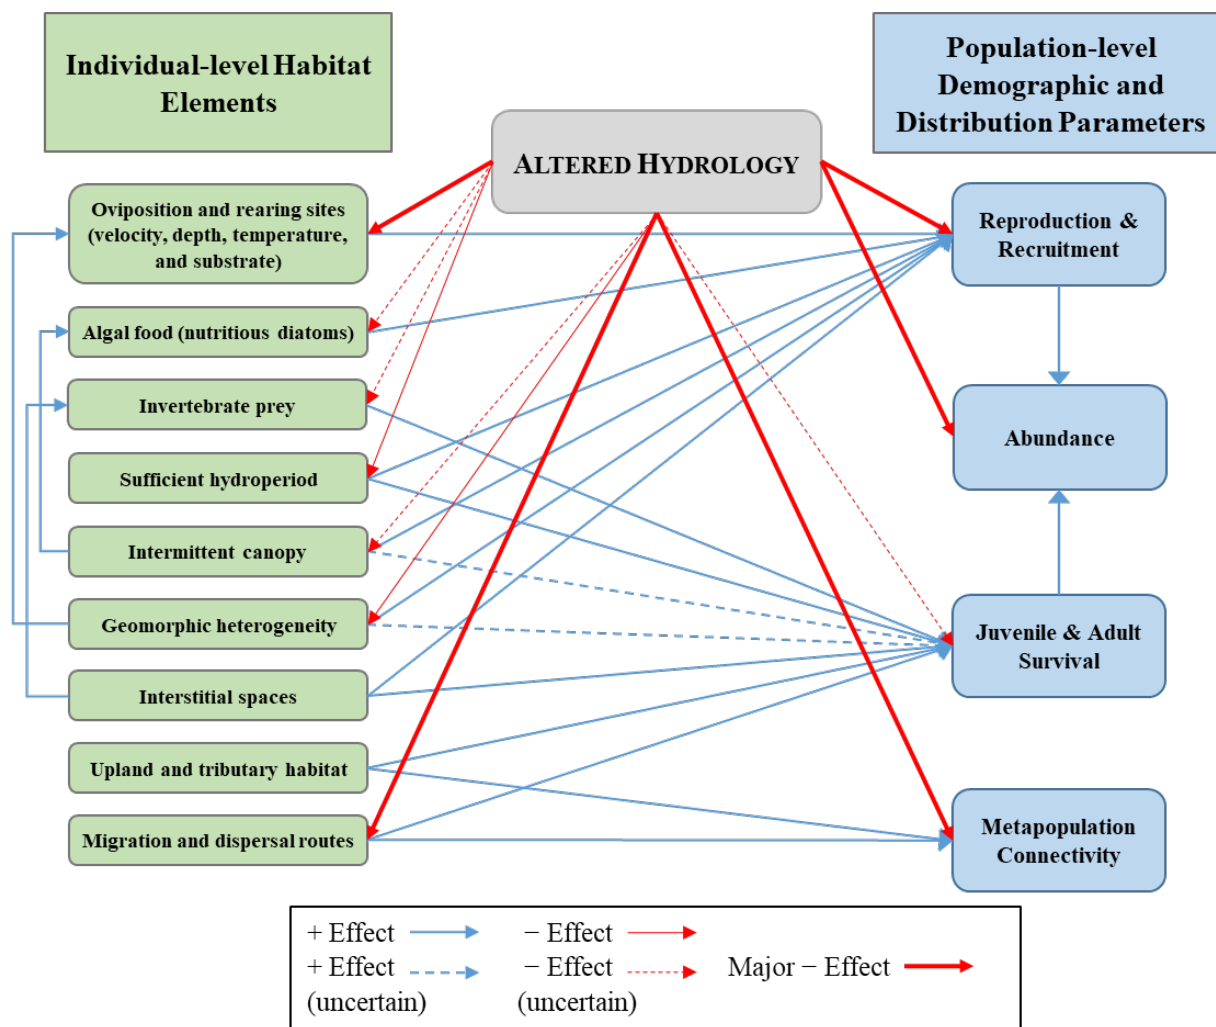 Individual-level Habitat
Elements
Population-level
Demographic and
Distribution Parameters
ALTERED HYDROLOGY
Oviposition and rearing sites
(velocity, depth, temperature,
and substrate)
Algal food (nutritious diatoms)
Invertebrate prey
Sufficient hydroperiod
Intermittent canopy
Geomorphic heterogeneity
Interstitial spaces
Upland and tributary habitat
Migration and dispersal routes
Reproduction &
Recruitment
Abundance
Juvenile & Adult
Survival
Metapopulation
Connectivity
+ Effect
− Effect
+ Effect
(uncertain)
− Effect
(uncertain)
Major − Effect